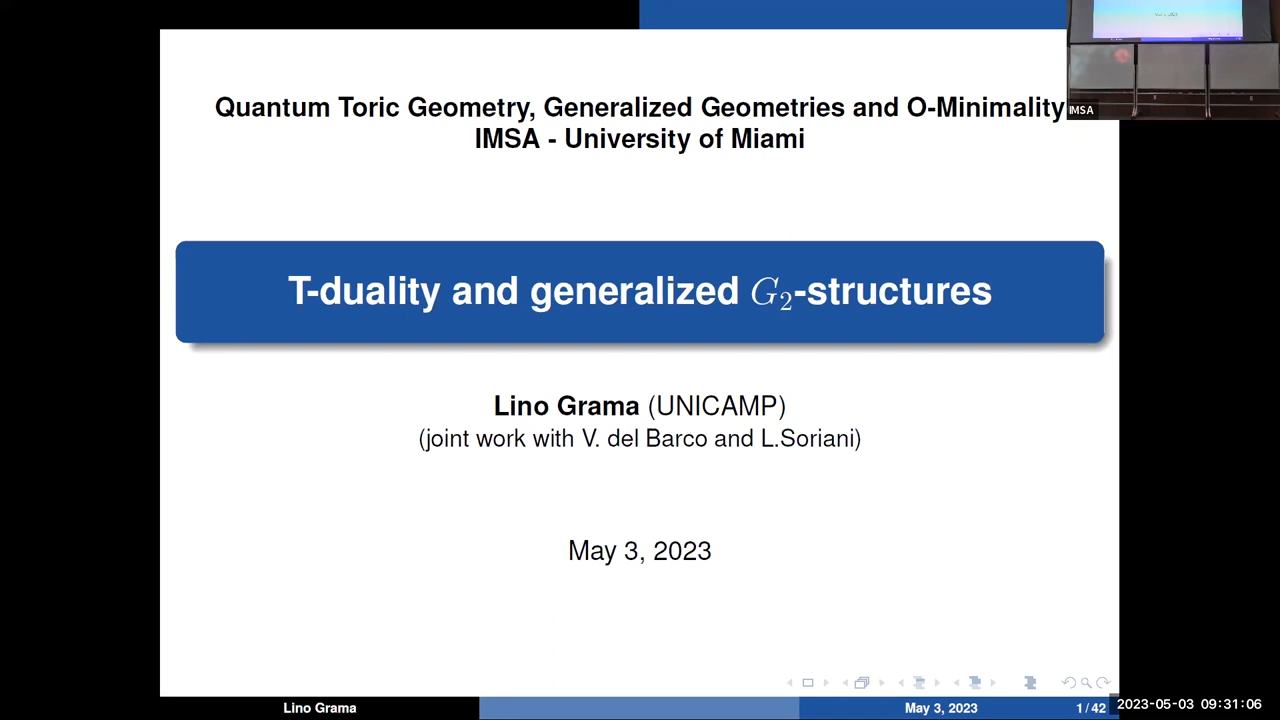 Quantum Toric Geometry, Generalized Geometries and O-Minimality
IMSA - University of Miami
IMSA
T-duality and generalized G₂-structures
Lino Grama (UNICAMP)
(joint work with V. del Barco and L.Soriani)
May 3, 2023
Lino Grama
May 3, 2023
1 / 42
2023-05-03 09:31:06